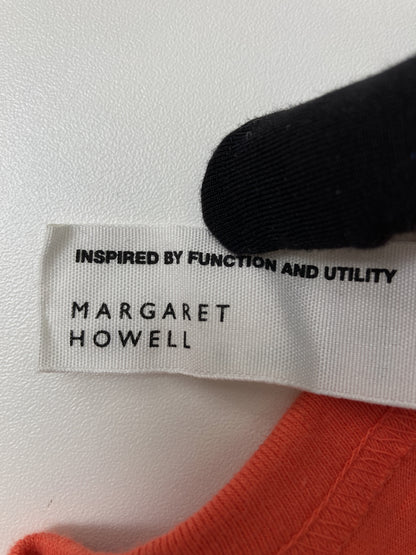 INSPIRED BY FUNCTION AND UTILITY
MARGARET
HOWELL